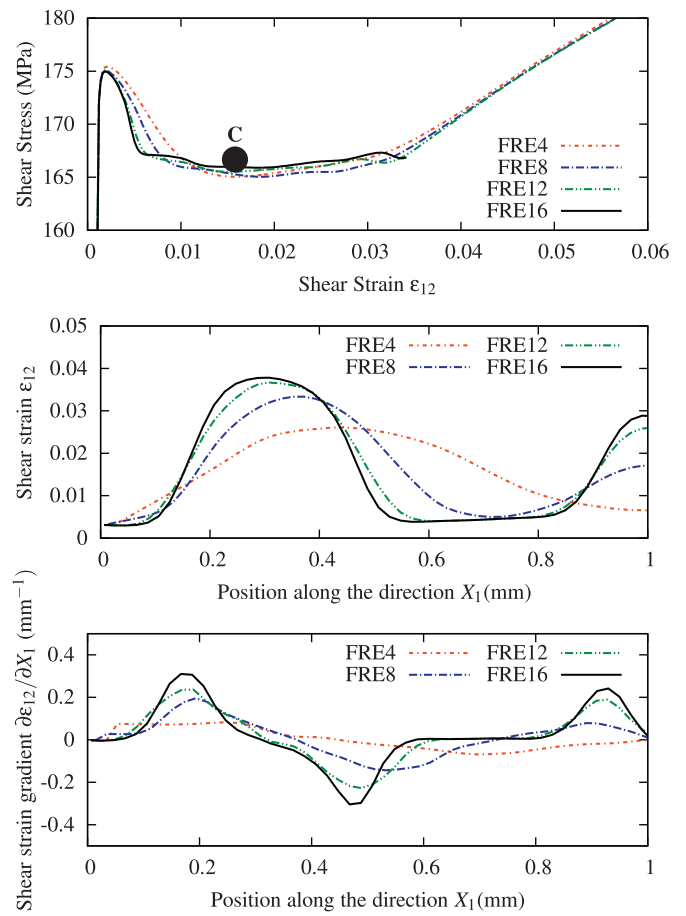 180
175
170
165
160
Shear Stress (MPa)
C
FRE4
FRE8
FRE12
FRE16
0 0.01 0.02 0.03 0.04 0.05 0.06
Shear Strain ε12
0.05
0.04
0.03
0.02
0.01
0
Shear strain ε12
FRE4 FRE12
FRE8 FRE16
0 0.2 0.4 0.6 0.8 1
Position along the direction X1(mm)
0.4
0.2
0
-0.2
-0.4
Shear strain gradient ∂ε12/∂X1 (mm−1)
FRE4 FRE12
FRE8 FRE16
0 0.2 0.4 0.6 0.8 1
Position along the direction X1(mm)